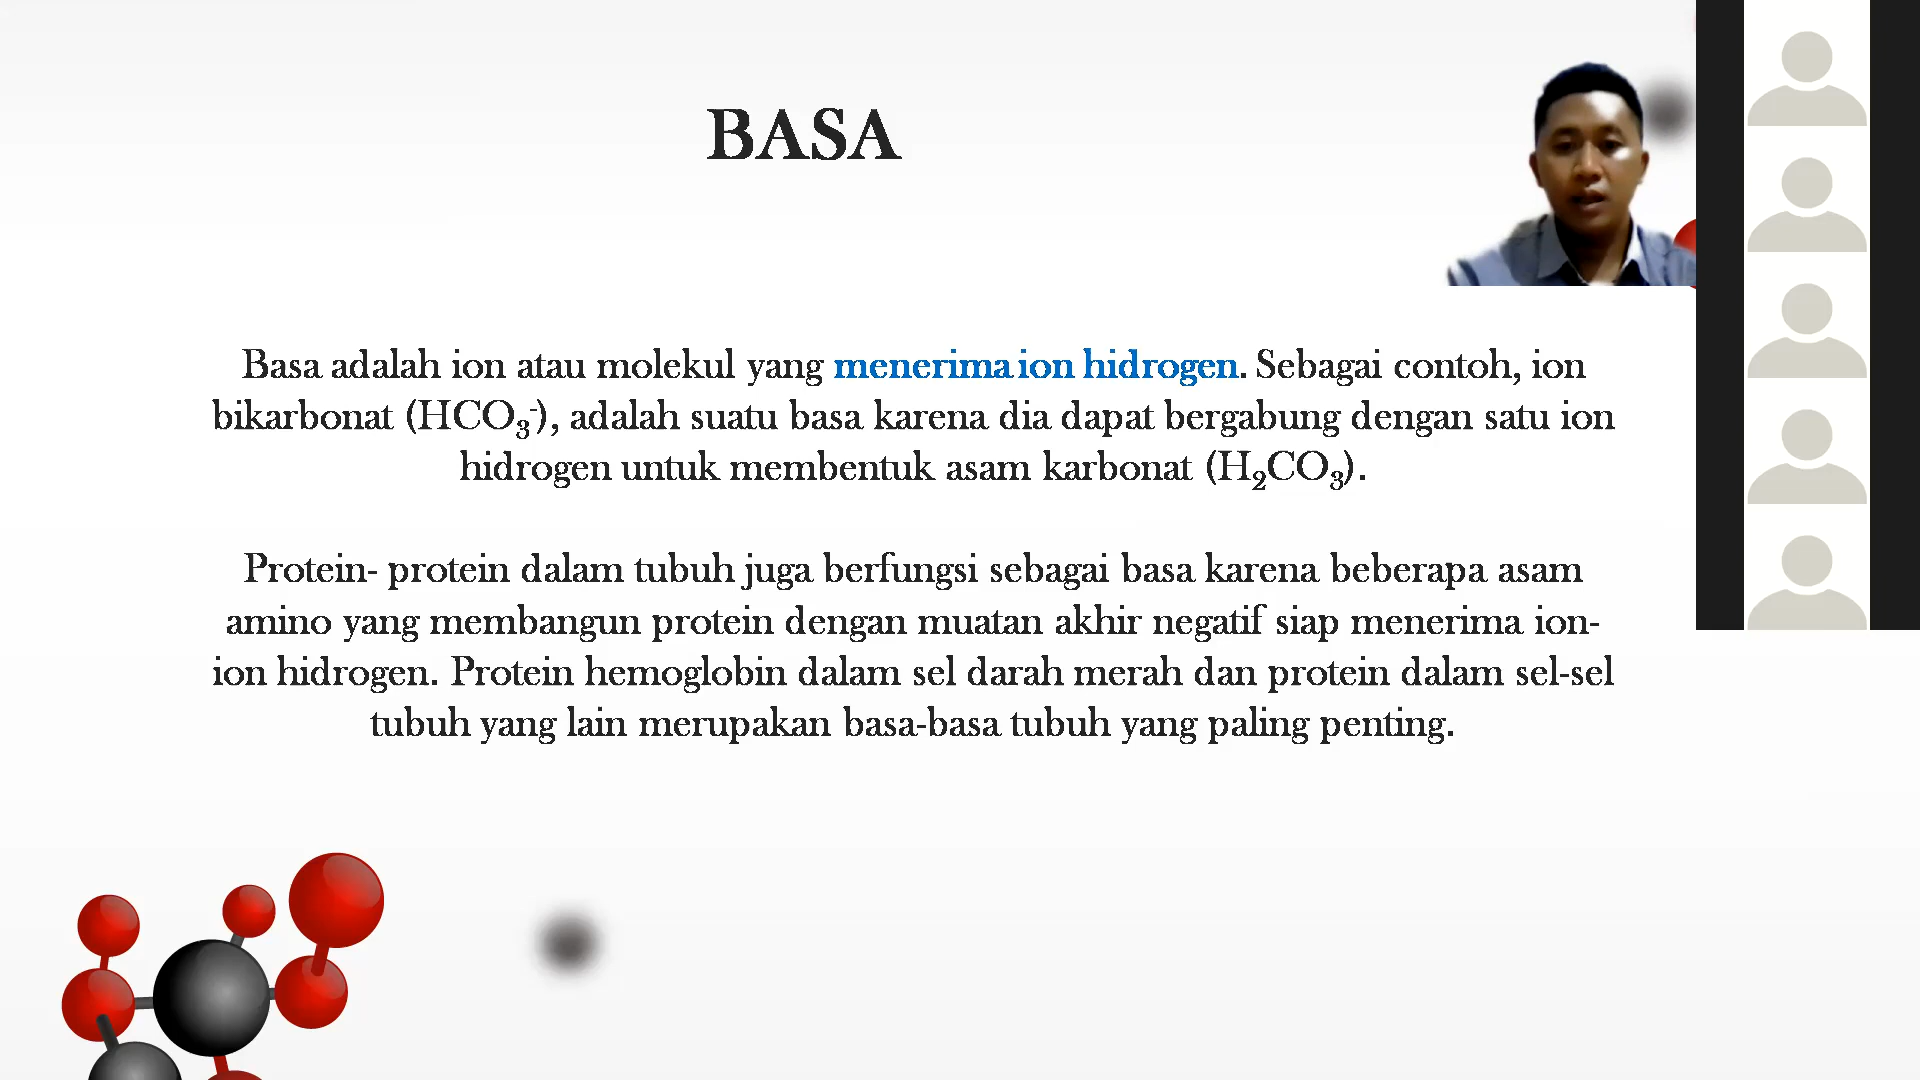 BASA
Basa adalah ion atau molekul yang menerima ion hidrogen. Sebagai contoh, ion
bikarbonat (HCO₃⁻), adalah suatu basa karena dia dapat bergabung dengan satu ion
hidrogen untuk membentuk asam karbonat (H₂CO₃).
Protein- protein dalam tubuh juga berfungsi sebagai basa karena beberapa asam
amino yang membangun protein dengan muatan akhir negatif siap menerima ion-
ion hidrogen. Protein hemoglobin dalam sel darah merah dan protein dalam sel-sel
tubuh yang lain merupakan basa-basa tubuh yang paling penting.